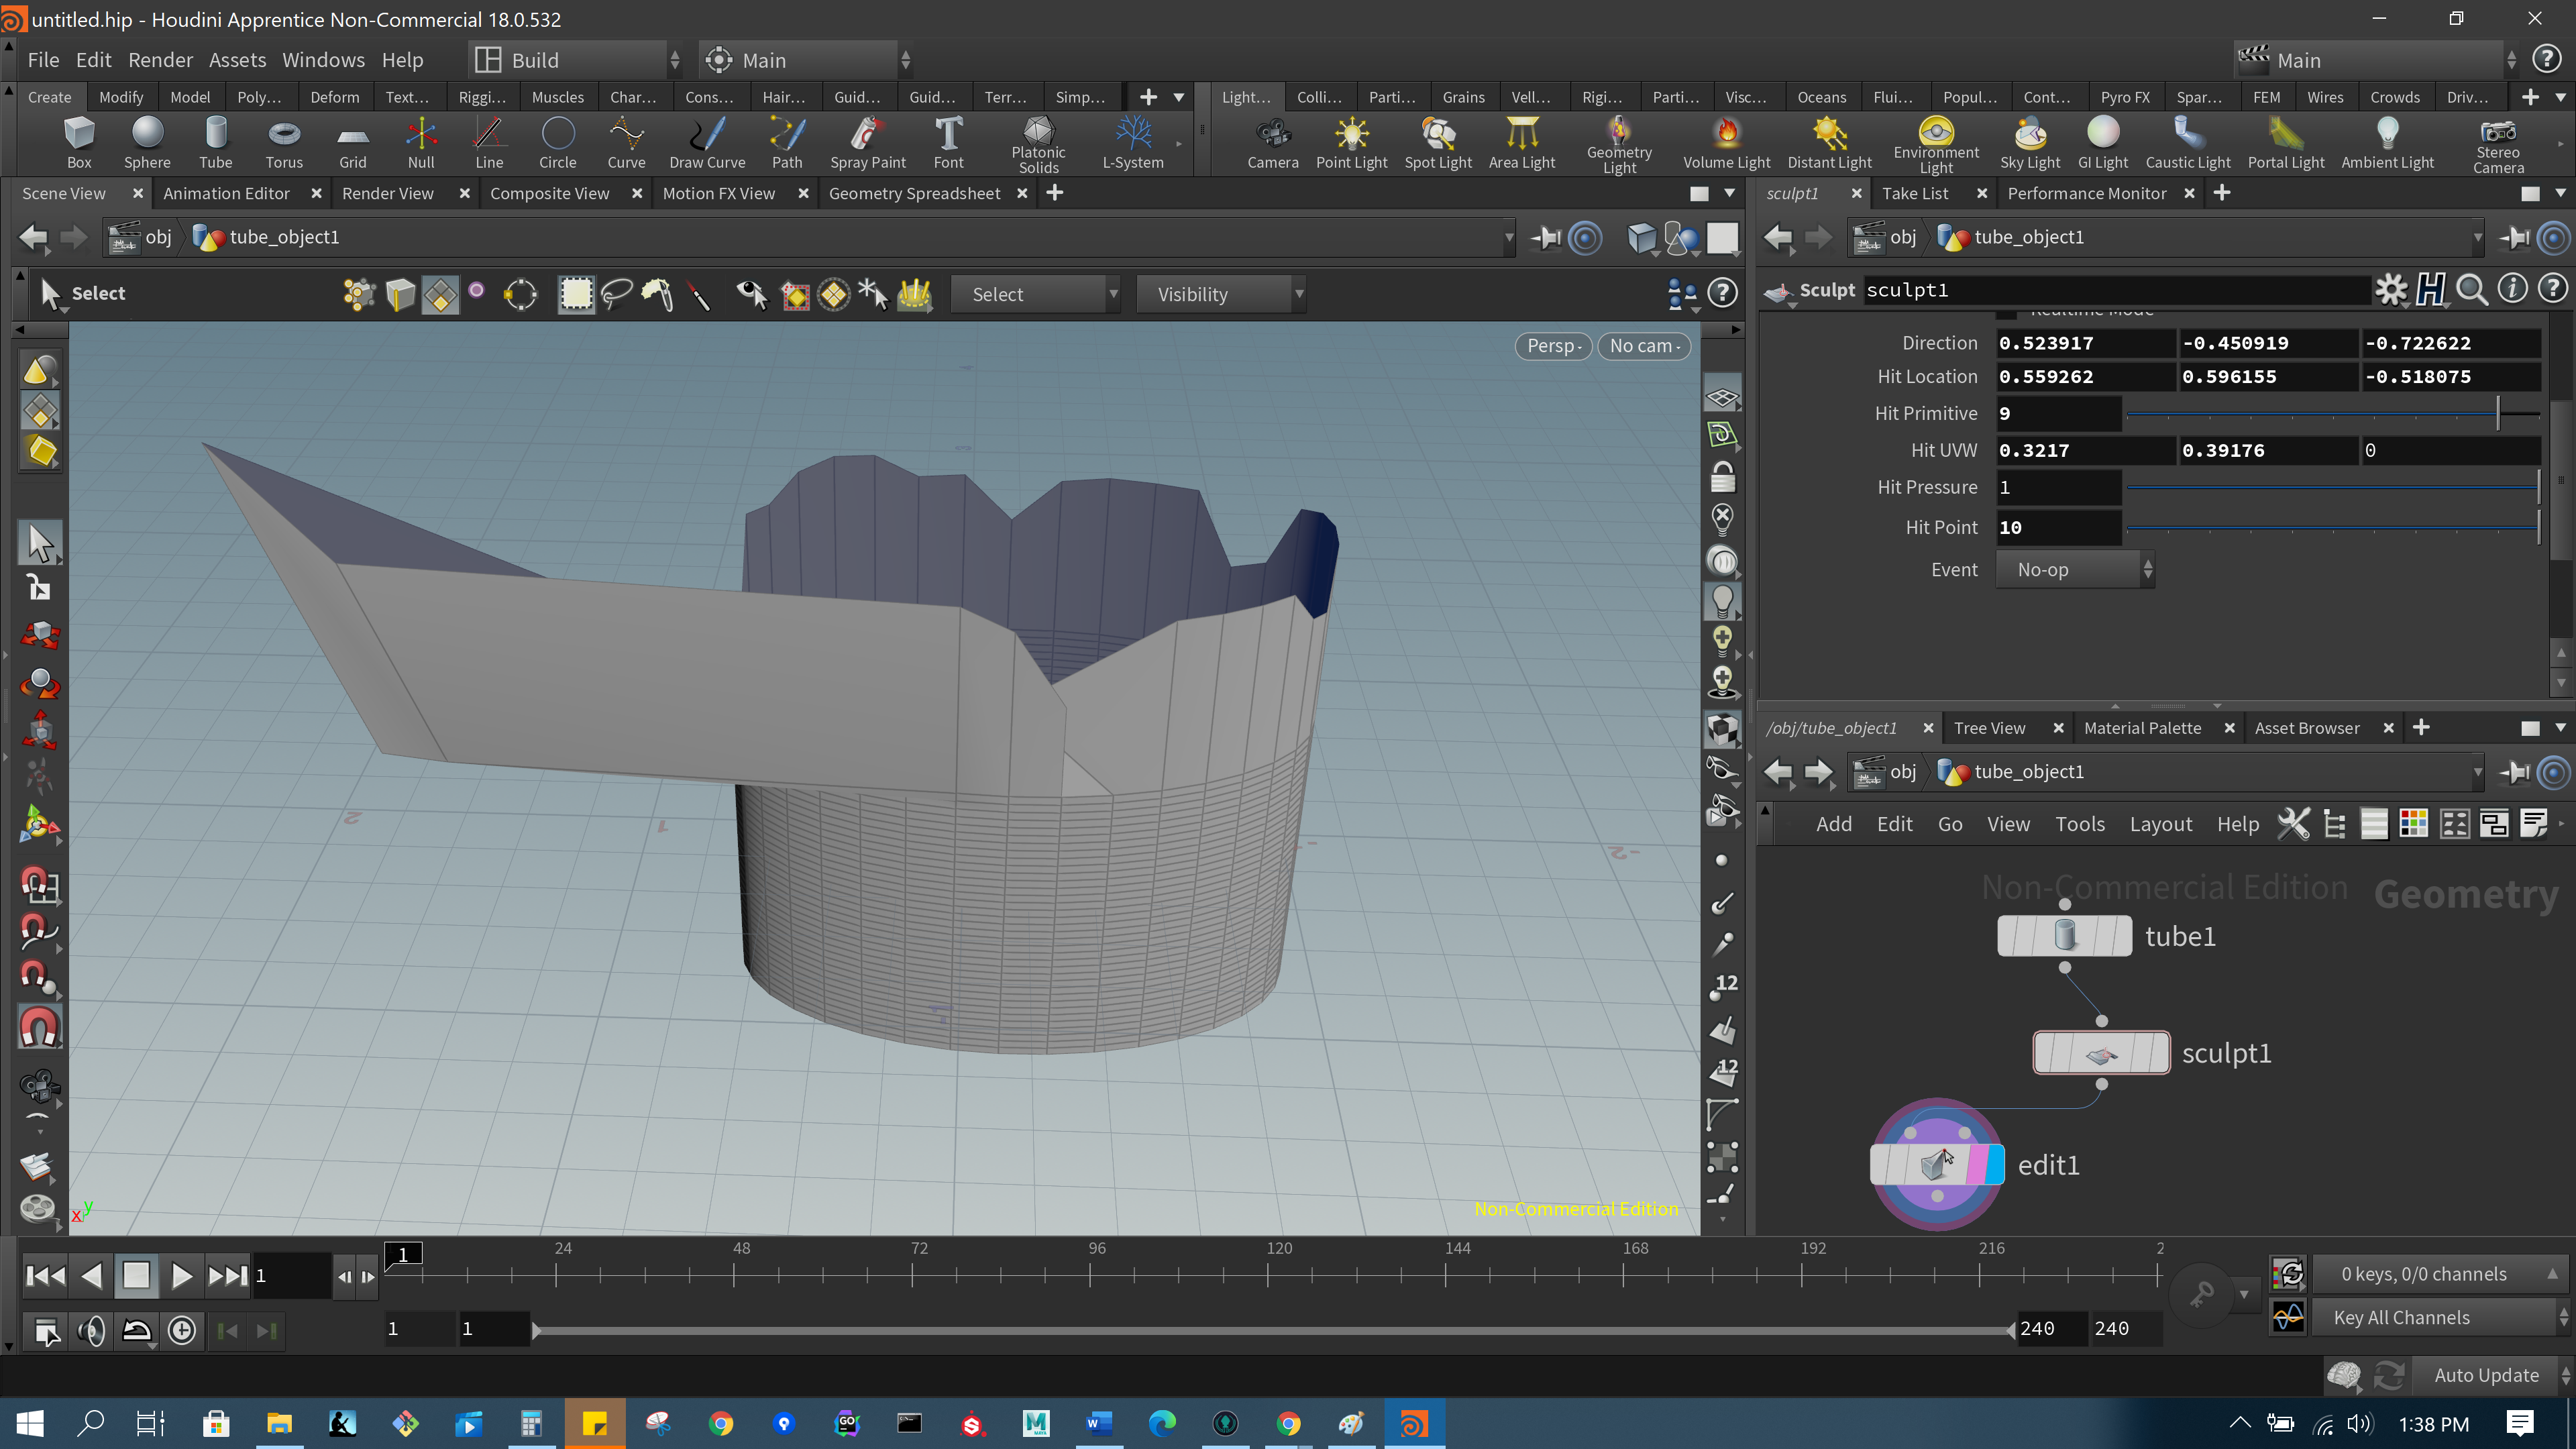 untitled.hip - Houdini Apprentice Non-Commercial 18.0.532
File Edit Render Assets Windows Help Build Main Main
Create Modify Model Poly... Deform Text... Riggi... Muscles Char... Cons... Hair... Guid... Guid... Terr... Simp... Light... Colli... Parti... Grains Vell... Rigi... Parti... Visc... Oceans Flui... Popul... Cont... Pyro FX Spar... FEM Wires Crowds Driv...
Box Sphere Tube Torus Grid Null Line Circle Curve Draw Curve Path Spray Paint Font Platonic Solids L-System Camera Point Light Spot Light Area Light Geometry Light Volume Light Distant Light Environment Light Sky Light GI Light Caustic Light Portal Light Ambient Light Stereo Camera
Scene View Animation Editor Render View Composite View Motion FX View Geometry Spreadsheet
obj tube_object1
Select Select Visibility
Persp No cam
2 1 -2
Non-Commercial Edition
x y
sculpt1 Take List Performance Monitor
obj tube_object1
Sculpt sculpt1
Realtime Mode
Direction 0.523917 -0.450919 -0.722622
Hit Location 0.559262 0.596155 -0.518075
Hit Primitive 9
Hit UVW 0.3217 0.39176 0
Hit Pressure 1
Hit Point 10
Event No-op
12
12
/obj/tube_object1 Tree View Material Palette Asset Browser
obj tube_object1
Add Edit Go View Tools Layout Help
Non-Commercial Edition Geometry
tube1
sculpt1
edit1
1 1 24 48 72 96 120 144 168 192 216 2
0 keys, 0/0 channels
1 1 240 240 Key All Channels
Auto Update
GO
MAYA
W
1:38 PM